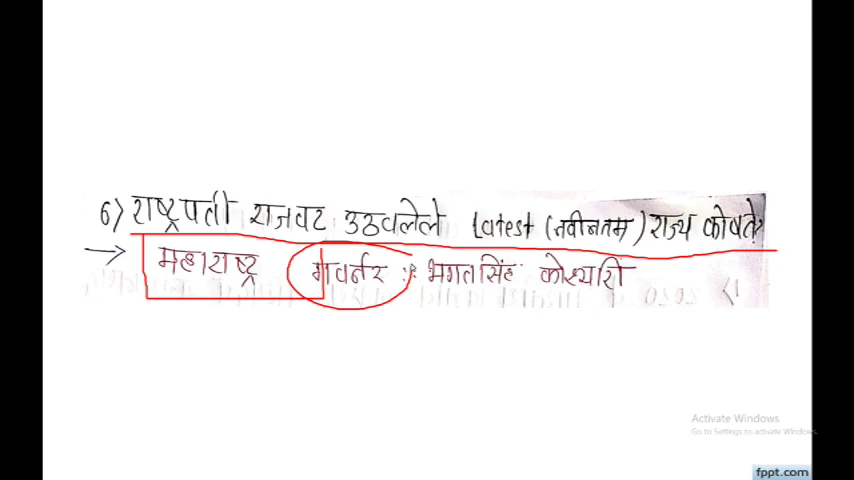 6) राष्ट्रपती राजवट उठवलेले Latest (नवीनतम) राज्य कोषते?
→ महाराष्ट्र गवर्नर :- भगतसिंह कोश्यारी
Activate Windows
Go to Settings to activate Windows.
fppt.com